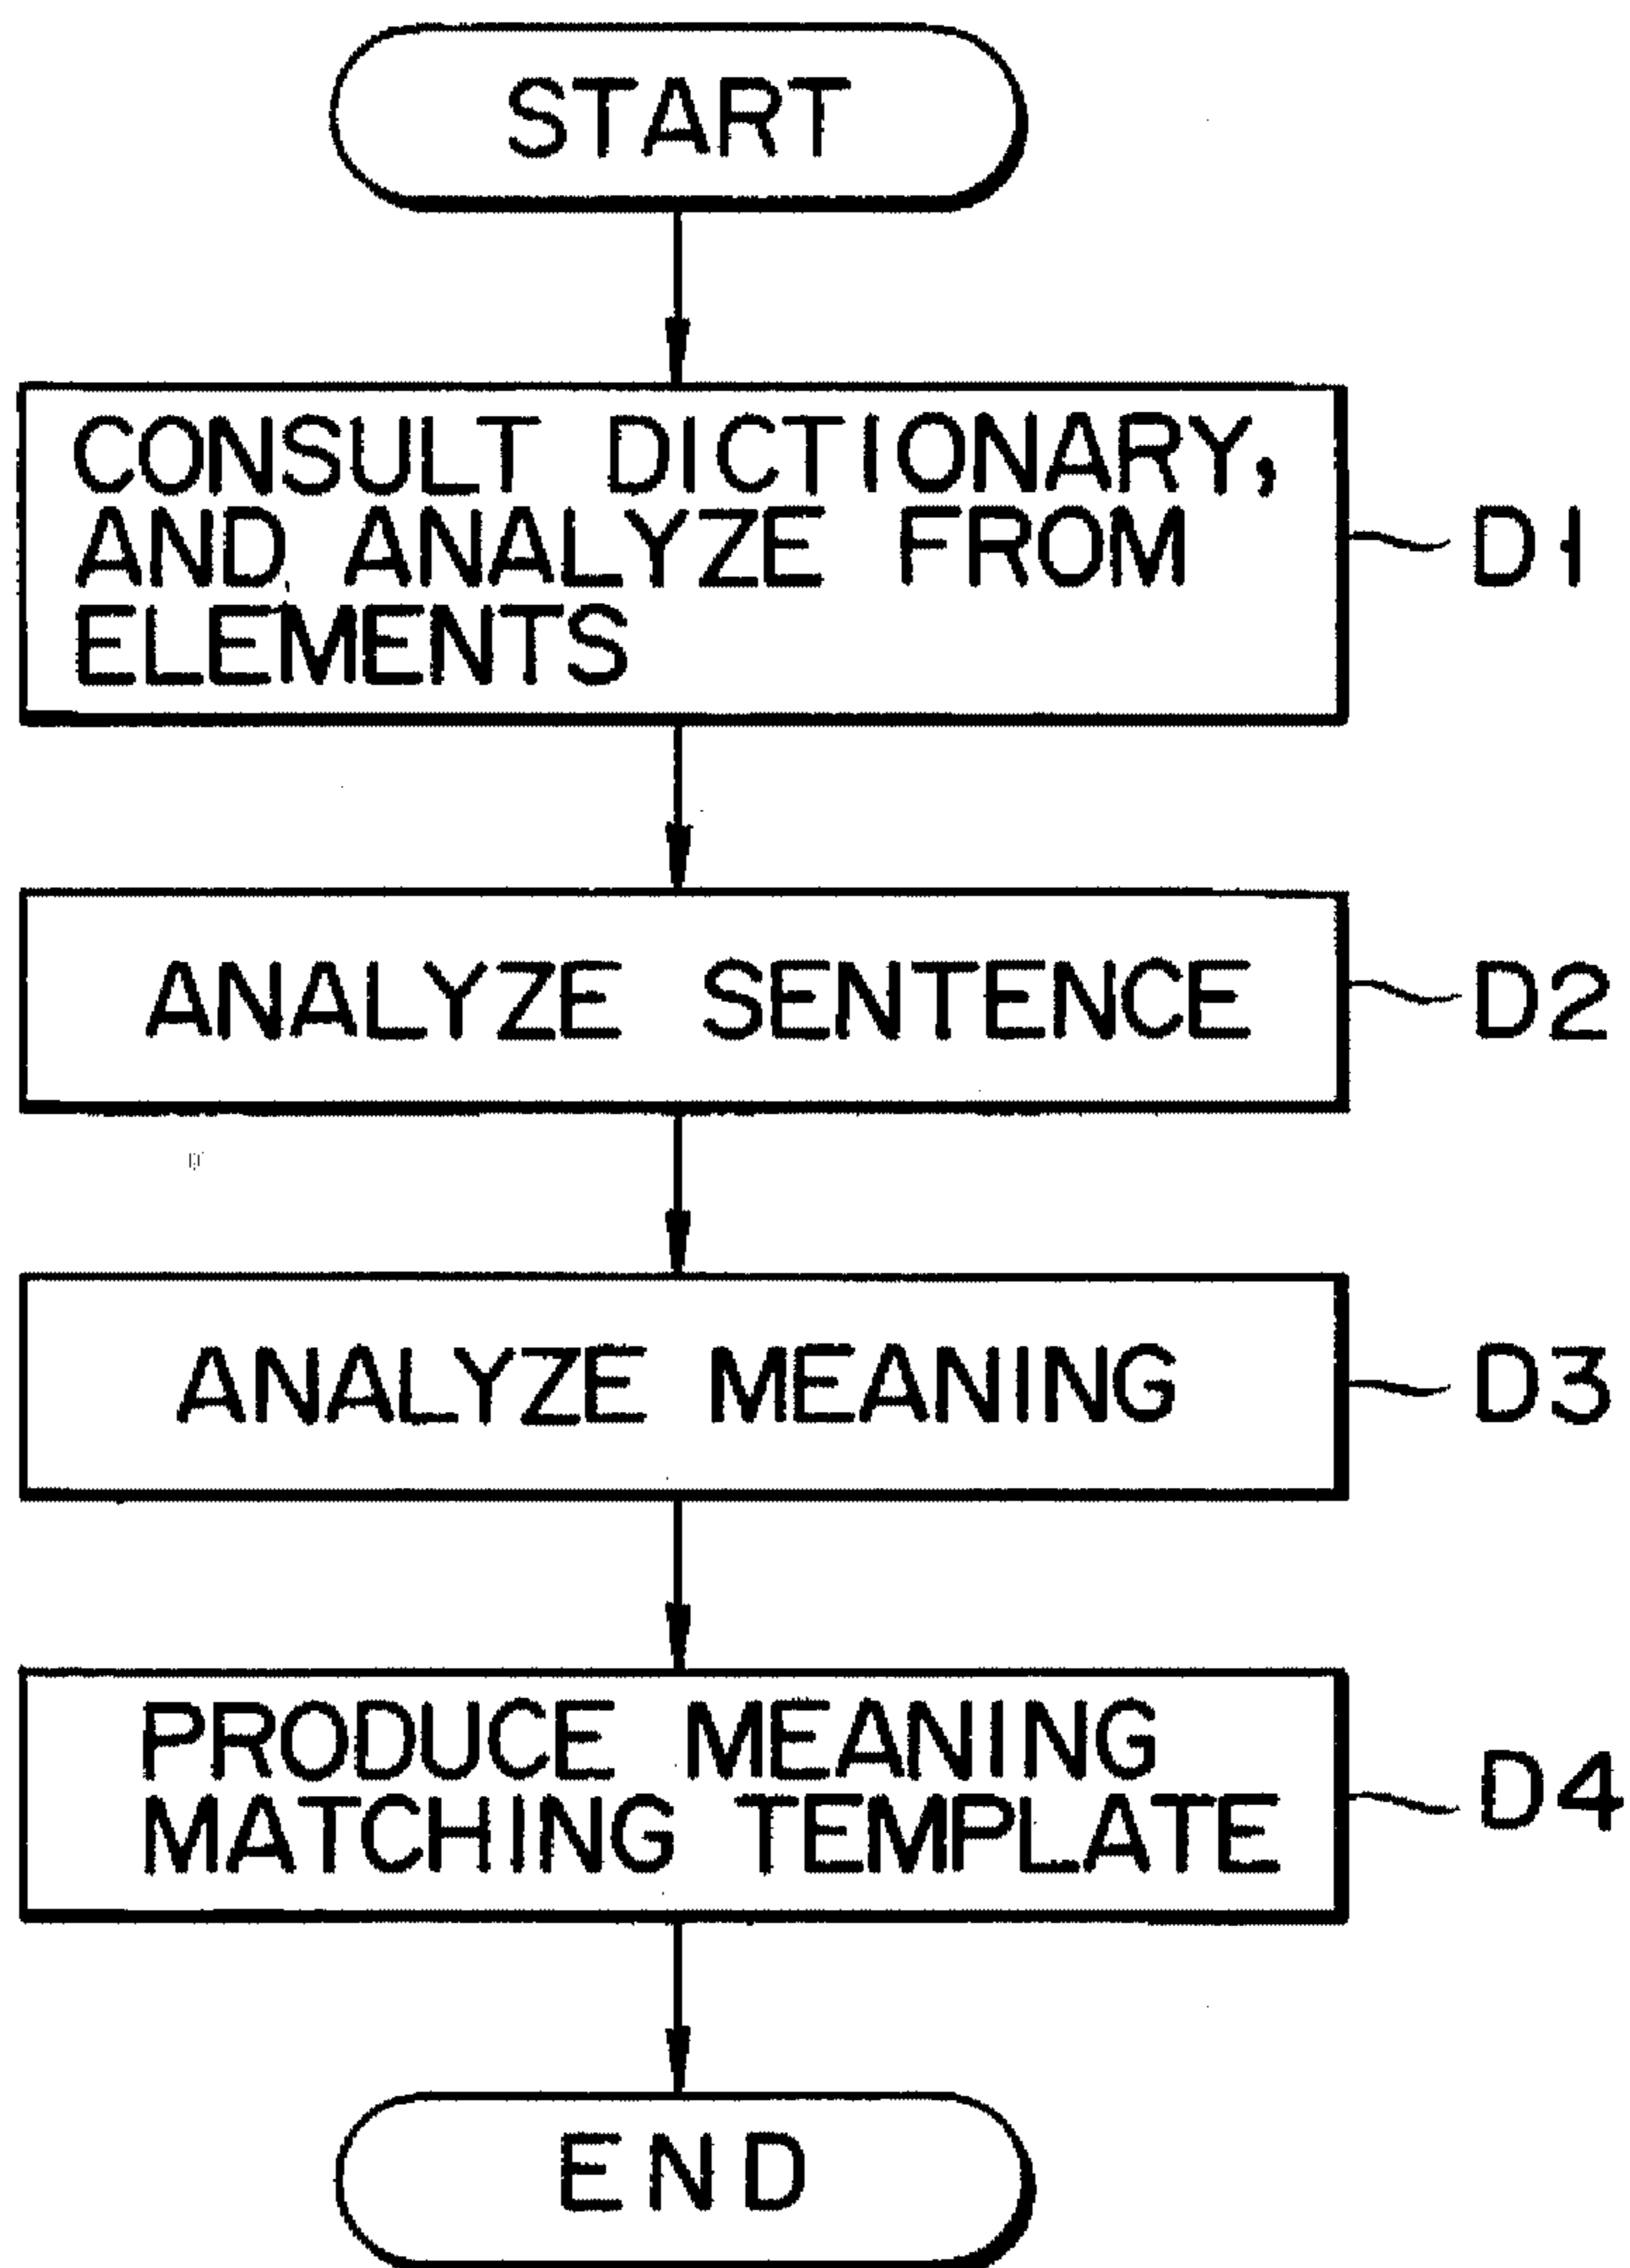 START
CONSULT DICTIONARY,
AND ANALYZE FROM
ELEMENTS
D1
ANALYZE SENTENCE
D2
ANALYZE MEANING
D3
PRODUCE MEANING
MATCHING TEMPLATE
D4
END